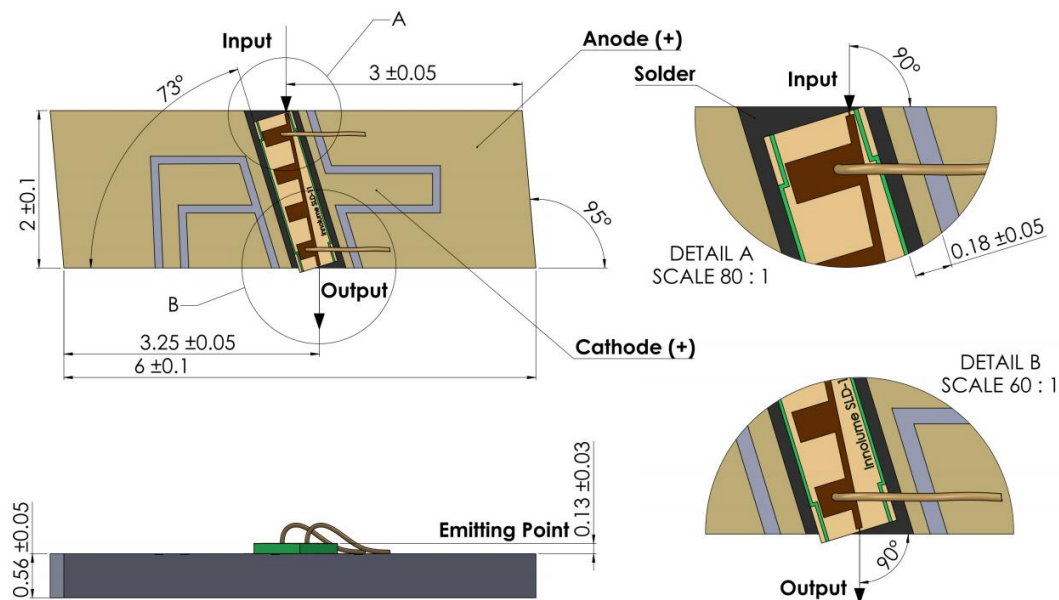 A
Input
3 ±0.05
Anode (+)
73°
2 ±0.1
Innolume SLD-11
95°
Output
B
3.25 ±0.05
6 ±0.1
Cathode (+)
Solder
Input
90°
DETAIL A
SCALE 80 : 1
0.18 ±0.05
DETAIL B
SCALE 60 : 1
Innolume SLD-1
90°
Output
Emitting Point
0.13 ±0.03
0.56 ±0.05